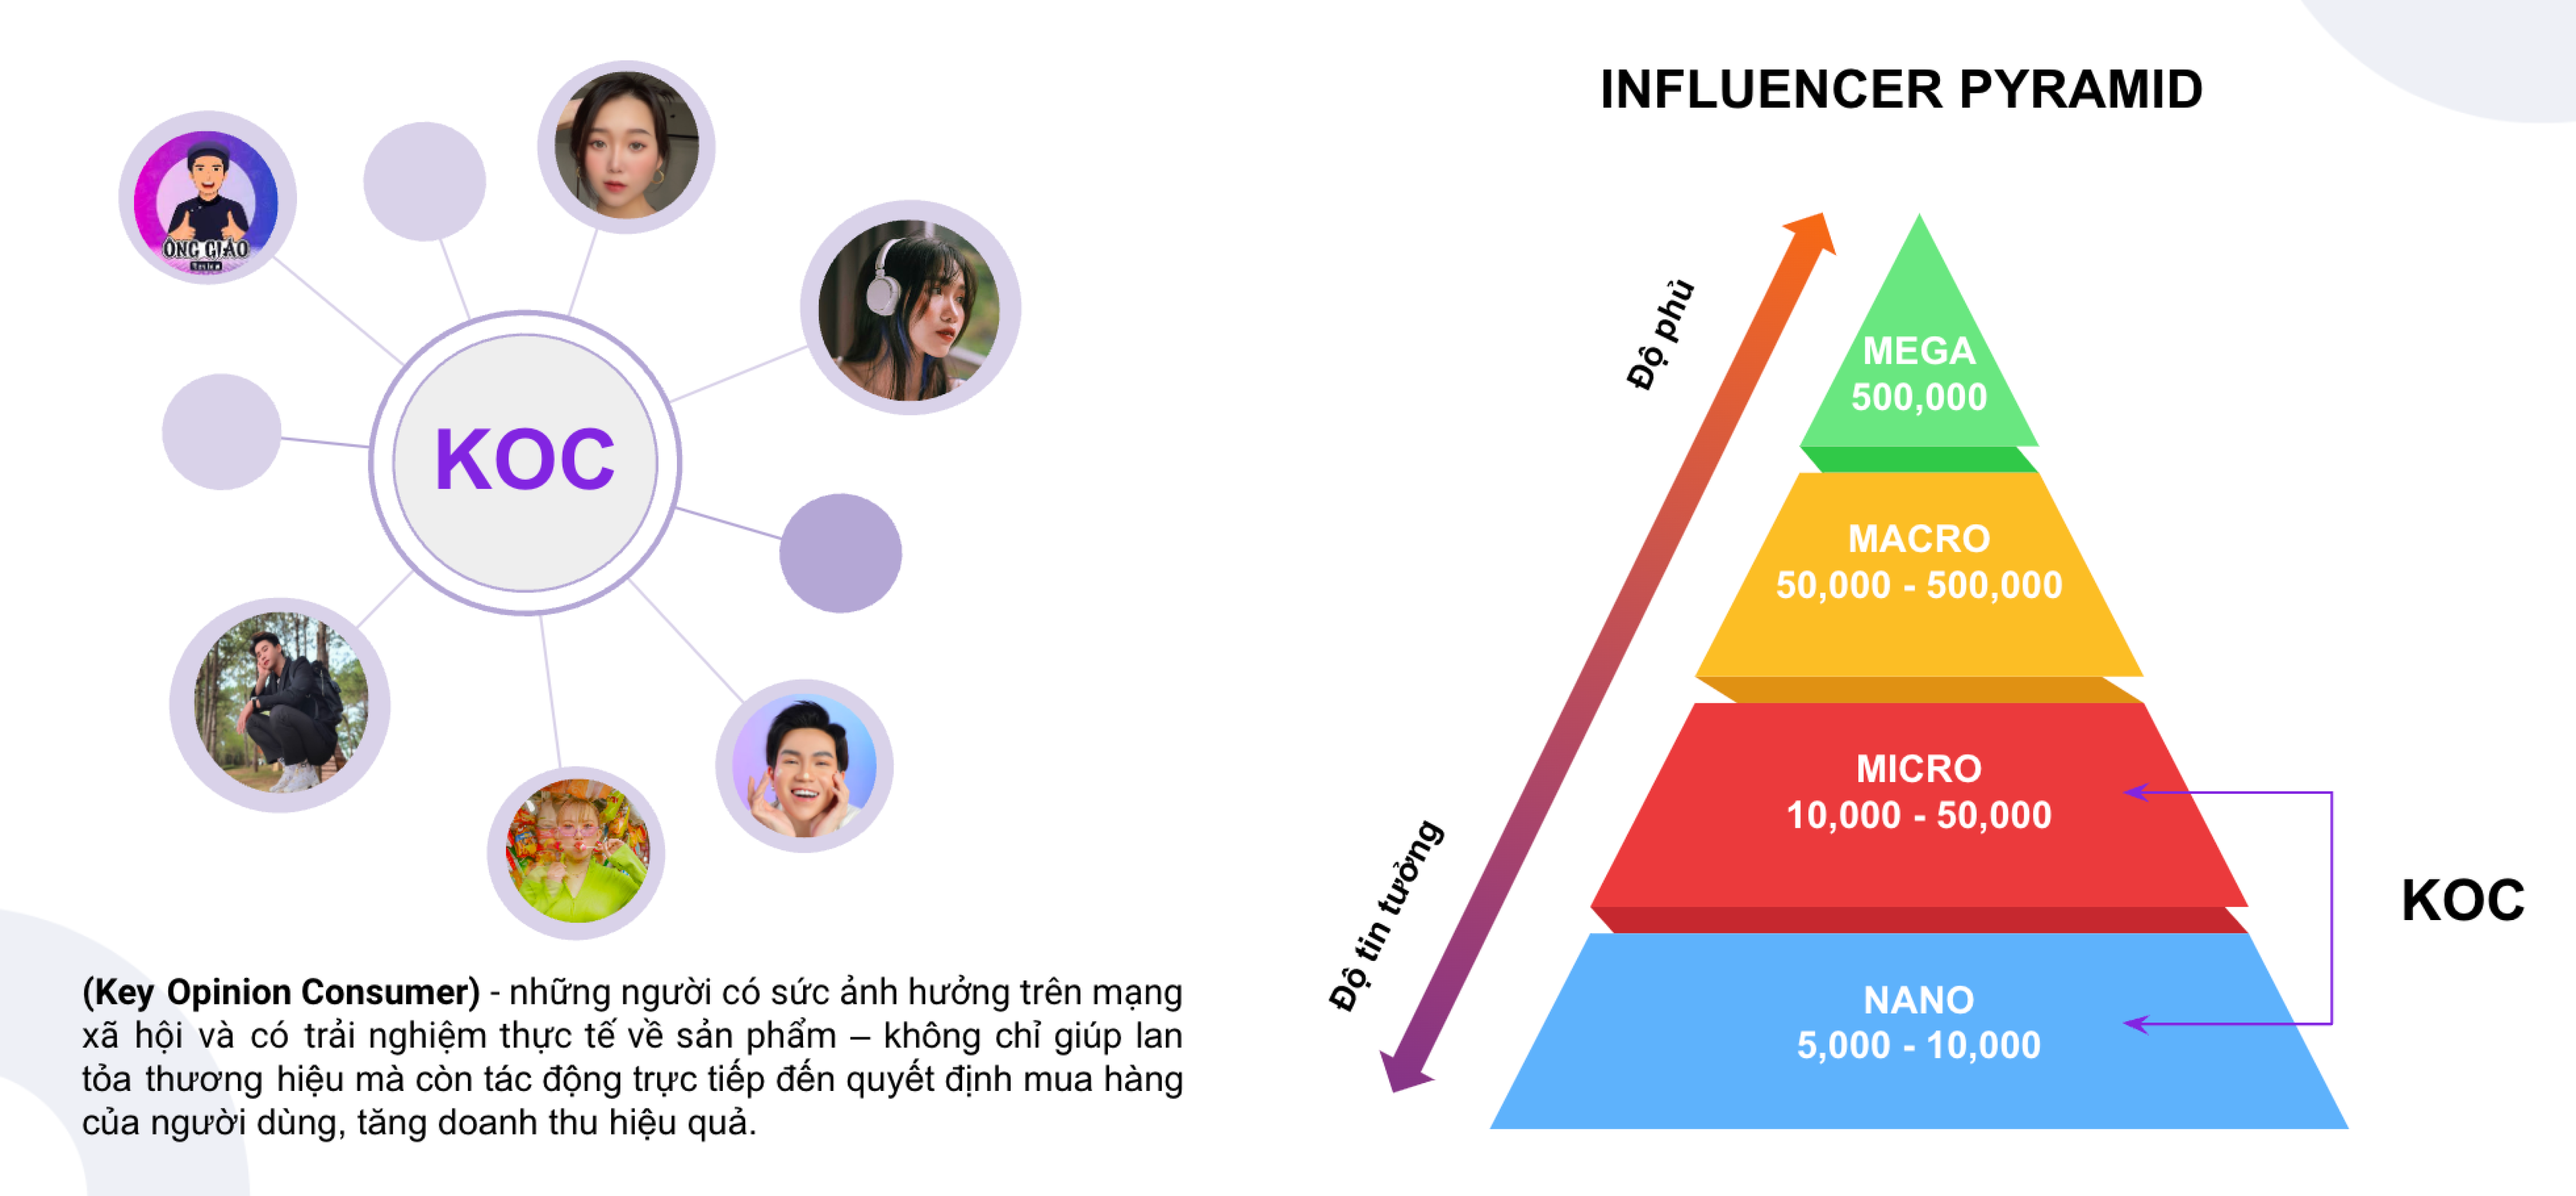 ÔNG GIÁO
Review
KOC
(Key Opinion Consumer) - những người có sức ảnh hưởng trên mạng
xã hội và có trải nghiệm thực tế về sản phẩm – không chỉ giúp lan
tỏa thương hiệu mà còn tác động trực tiếp đến quyết định mua hàng
của người dùng, tăng doanh thu hiệu quả.
INFLUENCER PYRAMID
Độ phủ
Độ tin tưởng
MEGA
500,000
MACRO
50,000 - 500,000
MICRO
10,000 - 50,000
NANO
5,000 - 10,000
KOC